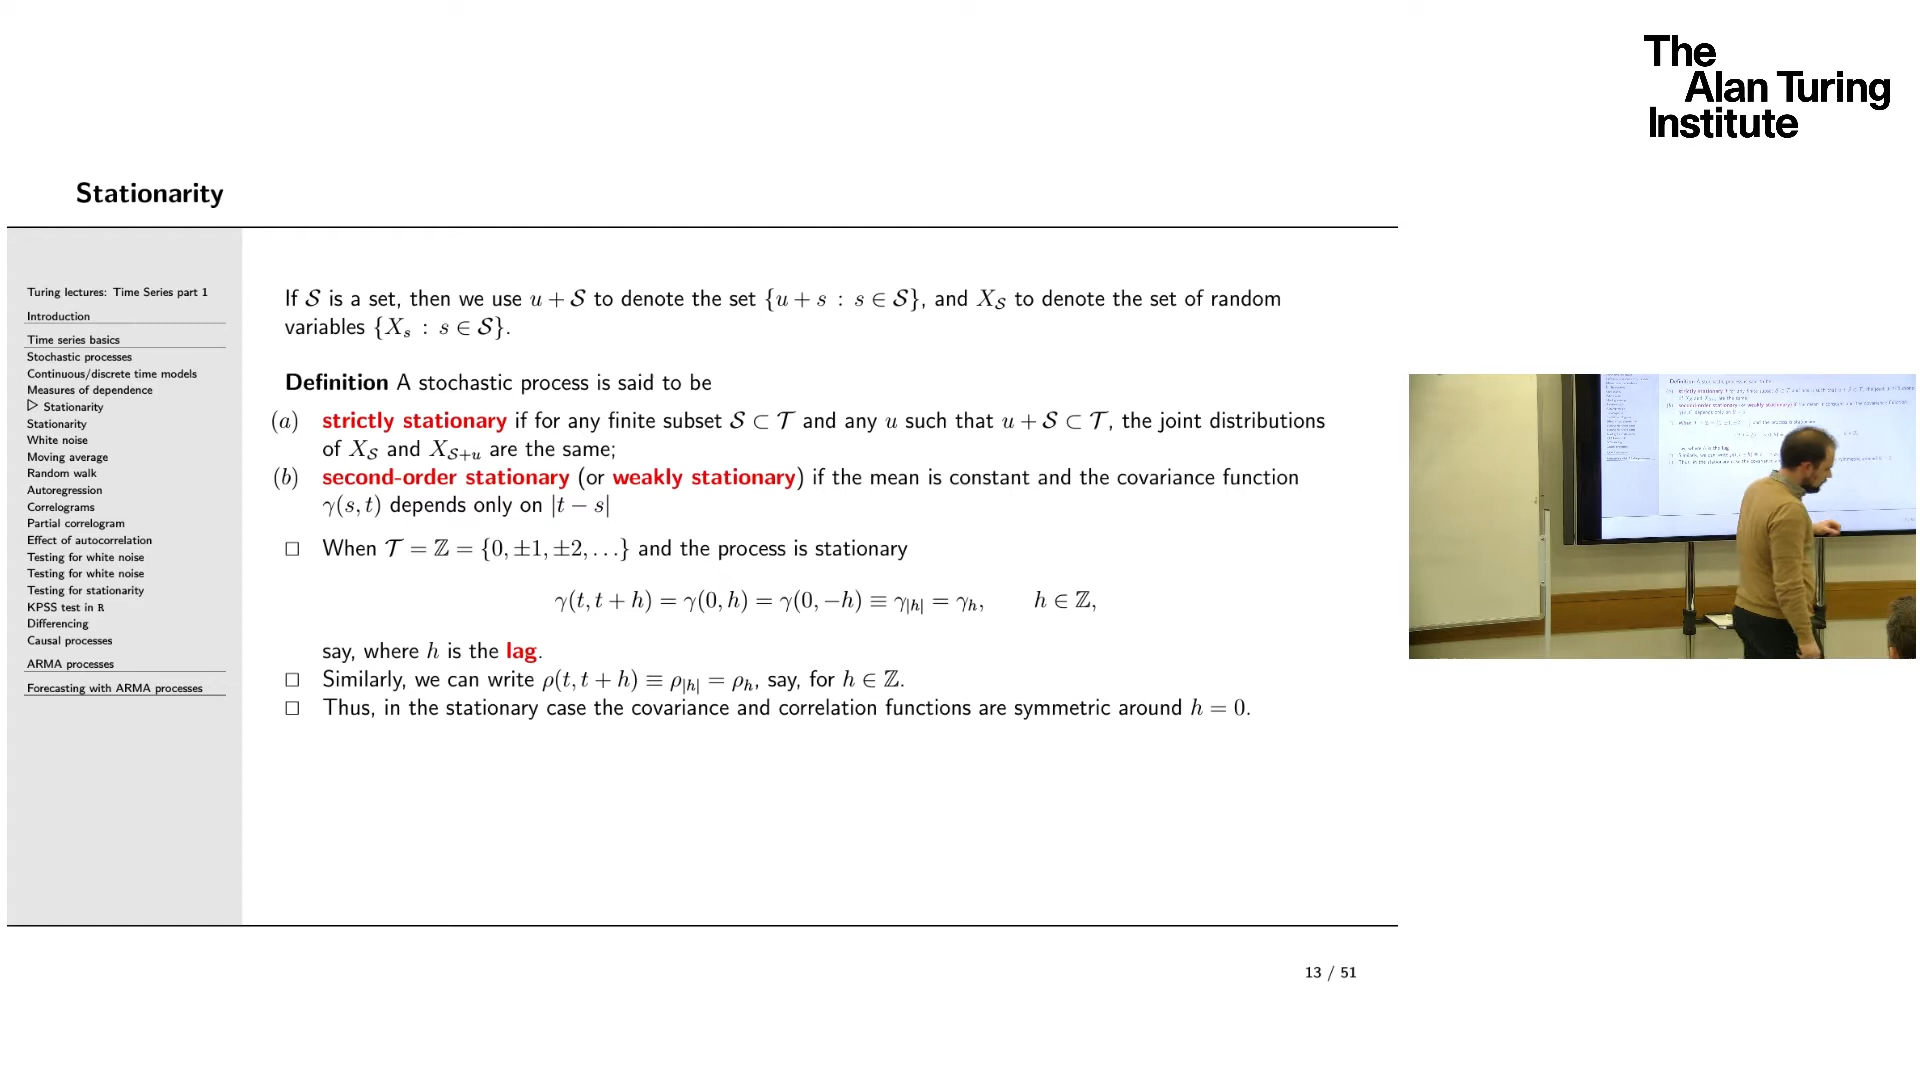 The
Alan Turing
Institute
Stationarity
Turing lectures: Time Series part 1
Introduction
Time series basics
Stochastic processes
Continuous/discrete time models
Measures of dependence
▷ Stationarity
Stationarity
White noise
Moving average
Random walk
Autoregression
Correlograms
Partial correlogram
Effect of autocorrelation
Testing for white noise
Testing for white noise
Testing for stationarity
KPSS test in R
Differencing
Causal processes
ARMA processes
Forecasting with ARMA processes
If 𝒮 is a set, then we use u + 𝒮 to denote the set {u + s : s ∈ 𝒮}, and X_𝒮 to denote the set of random
variables {X_s : s ∈ 𝒮}.
Definition A stochastic process is said to be
(a) strictly stationary if for any finite subset 𝒮 ⊂ 𝒯 and any u such that u + 𝒮 ⊂ 𝒯, the joint distributions
of X_𝒮 and X_{𝒮+u} are the same;
(b) second-order stationary (or weakly stationary) if the mean is constant and the covariance function
γ(s, t) depends only on |t − s|
□ When 𝒯 = ℤ = {0, ±1, ±2, . . .} and the process is stationary
γ(t, t + h) = γ(0, h) = γ(0, −h) ≡ γ_{|h|} = γ_h, h ∈ ℤ,
say, where h is the lag.
□ Similarly, we can write ρ(t, t + h) ≡ ρ_{|h|} = ρ_h, say, for h ∈ ℤ.
□ Thus, in the stationary case the covariance and correlation functions are symmetric around h = 0.
13 / 51